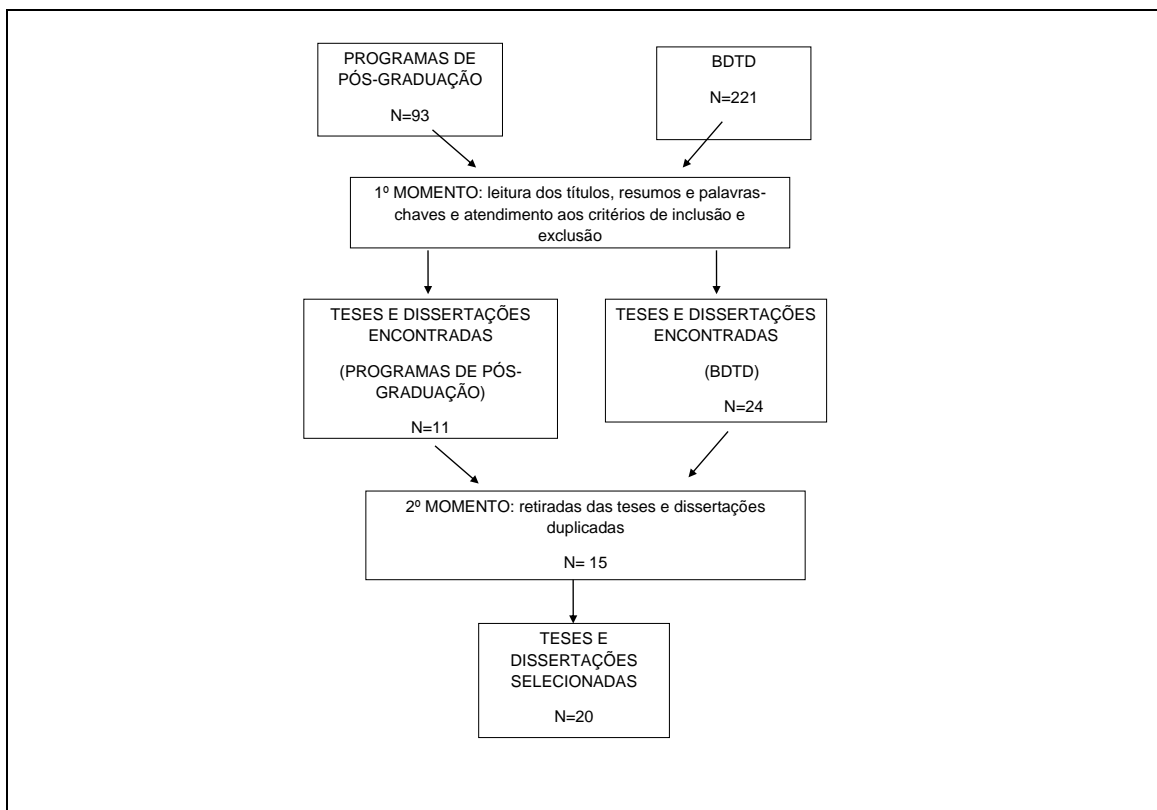 PROGRAMAS DE
PÓS-GRADUAÇÃO
N=93
BDTD
N=221
1º MOMENTO: leitura dos títulos, resumos e palavras-
chaves e atendimento aos critérios de inclusão e
exclusão
TESES E DISSERTAÇÕES
ENCONTRADAS
(PROGRAMAS DE PÓS-
GRADUAÇÃO)
N=11
TESES E DISSERTAÇÕES
ENCONTRADAS
(BDTD)
N=24
2º MOMENTO: retiradas das teses e dissertações
duplicadas
N= 15
TESES E
DISSERTAÇÕES
SELECIONADAS
N=20